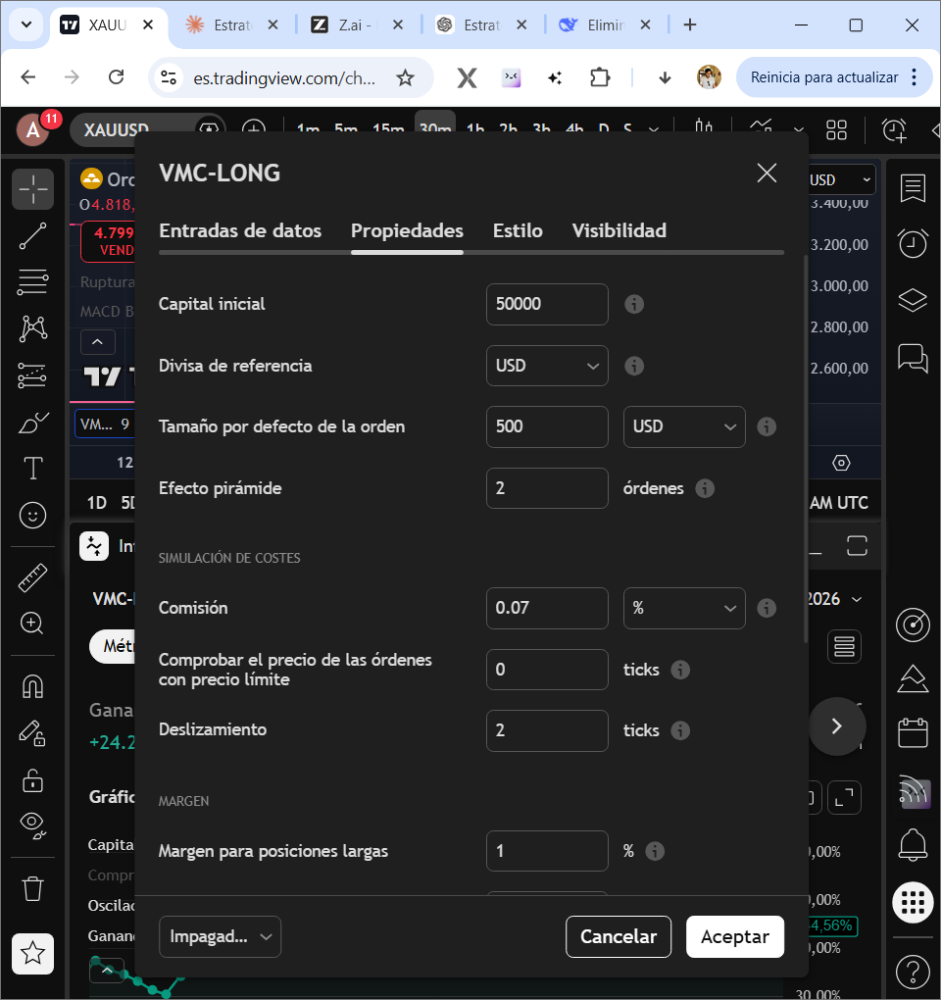 XAUU
Estrate
Z.ai -
Estrat
Elimin
es.tradingview.com/ch...
Reinicia para actualizar
A
11
XAUUSD
1m 5m 15m 30m 1h 2h 3h 4h D S
Oro
O4.818,
4.799
VEND
Ruptura
MACD B
VM... 9
12
1D 5D
USD
3.400,00
3.200,00
3.000,00
2.800,00
2.600,00
AM UTC
VMC-LONG
Entradas de datos
Propiedades
Estilo
Visibilidad
Capital inicial
50000
Divisa de referencia
USD
Tamaño por defecto de la orden
500
USD
Efecto pirámide
2
órdenes
SIMULACIÓN DE COSTES
Comisión
0.07
%
Comprobar el precio de las órdenes
con precio límite
0
ticks
Deslizamiento
2
ticks
MARGEN
Margen para posiciones largas
1
%
Impagad...
Cancelar
Aceptar
VMC-
2026
Métr
Gana
+24.2
Gráfic
Capita
Compr
Oscilac
Ganand
0,00%
0,00%
4,56%
0,00%
30,00%